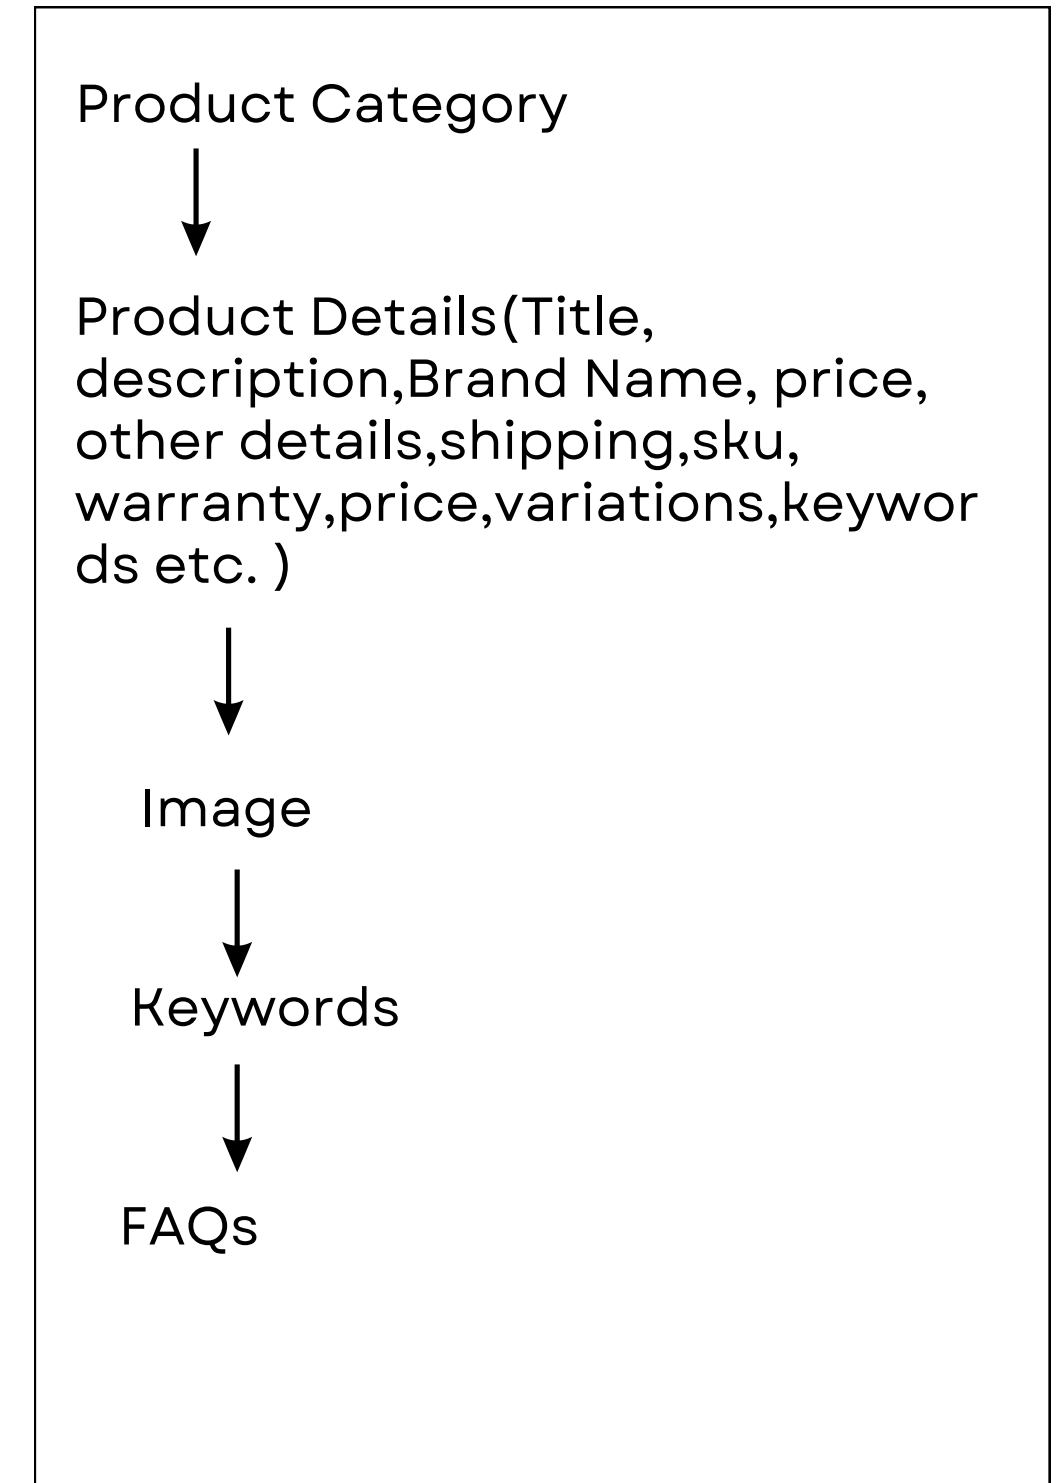 Product Category
Product Details(Title,
description,Brand Name, price,
other details,shipping,sku,
warranty,price,variations,keywor
ds etc. )
Image
Keywords
FAQs